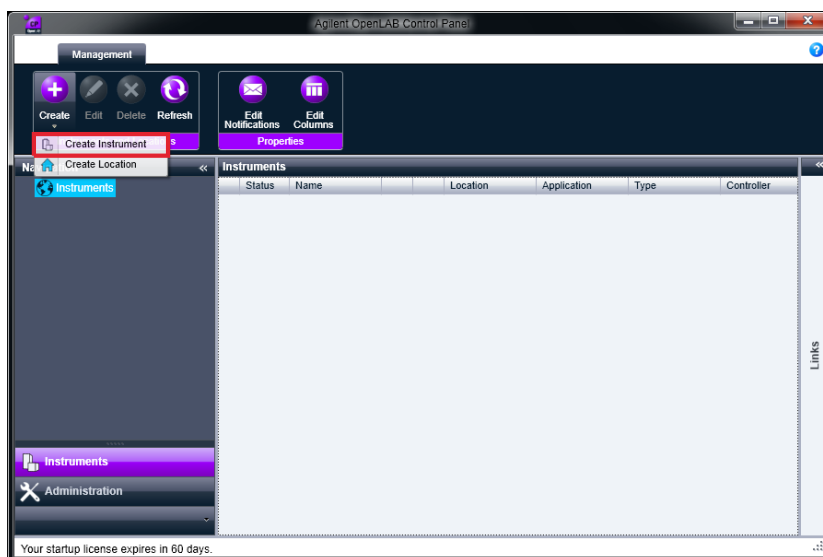 Agilent OpenLAB Control Panel
Management
Create Edit Delete Refresh
Edit Notifications Edit Columns
Create Instrument
Create Location
s
Properties
Na
Instruments
Instruments
Status Name Location Application Type Controller
Links
Instruments
Administration
Your startup license expires in 60 days.